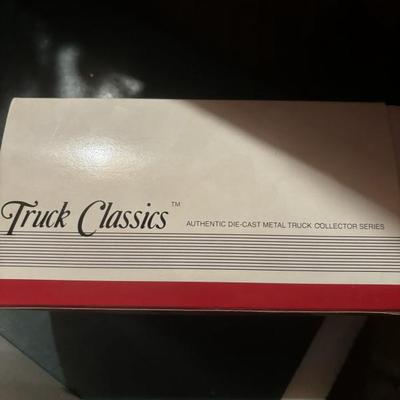 Truck Classics™ AUTHENTIC DIE-CAST METAL TRUCK COLLECTOR SERIES